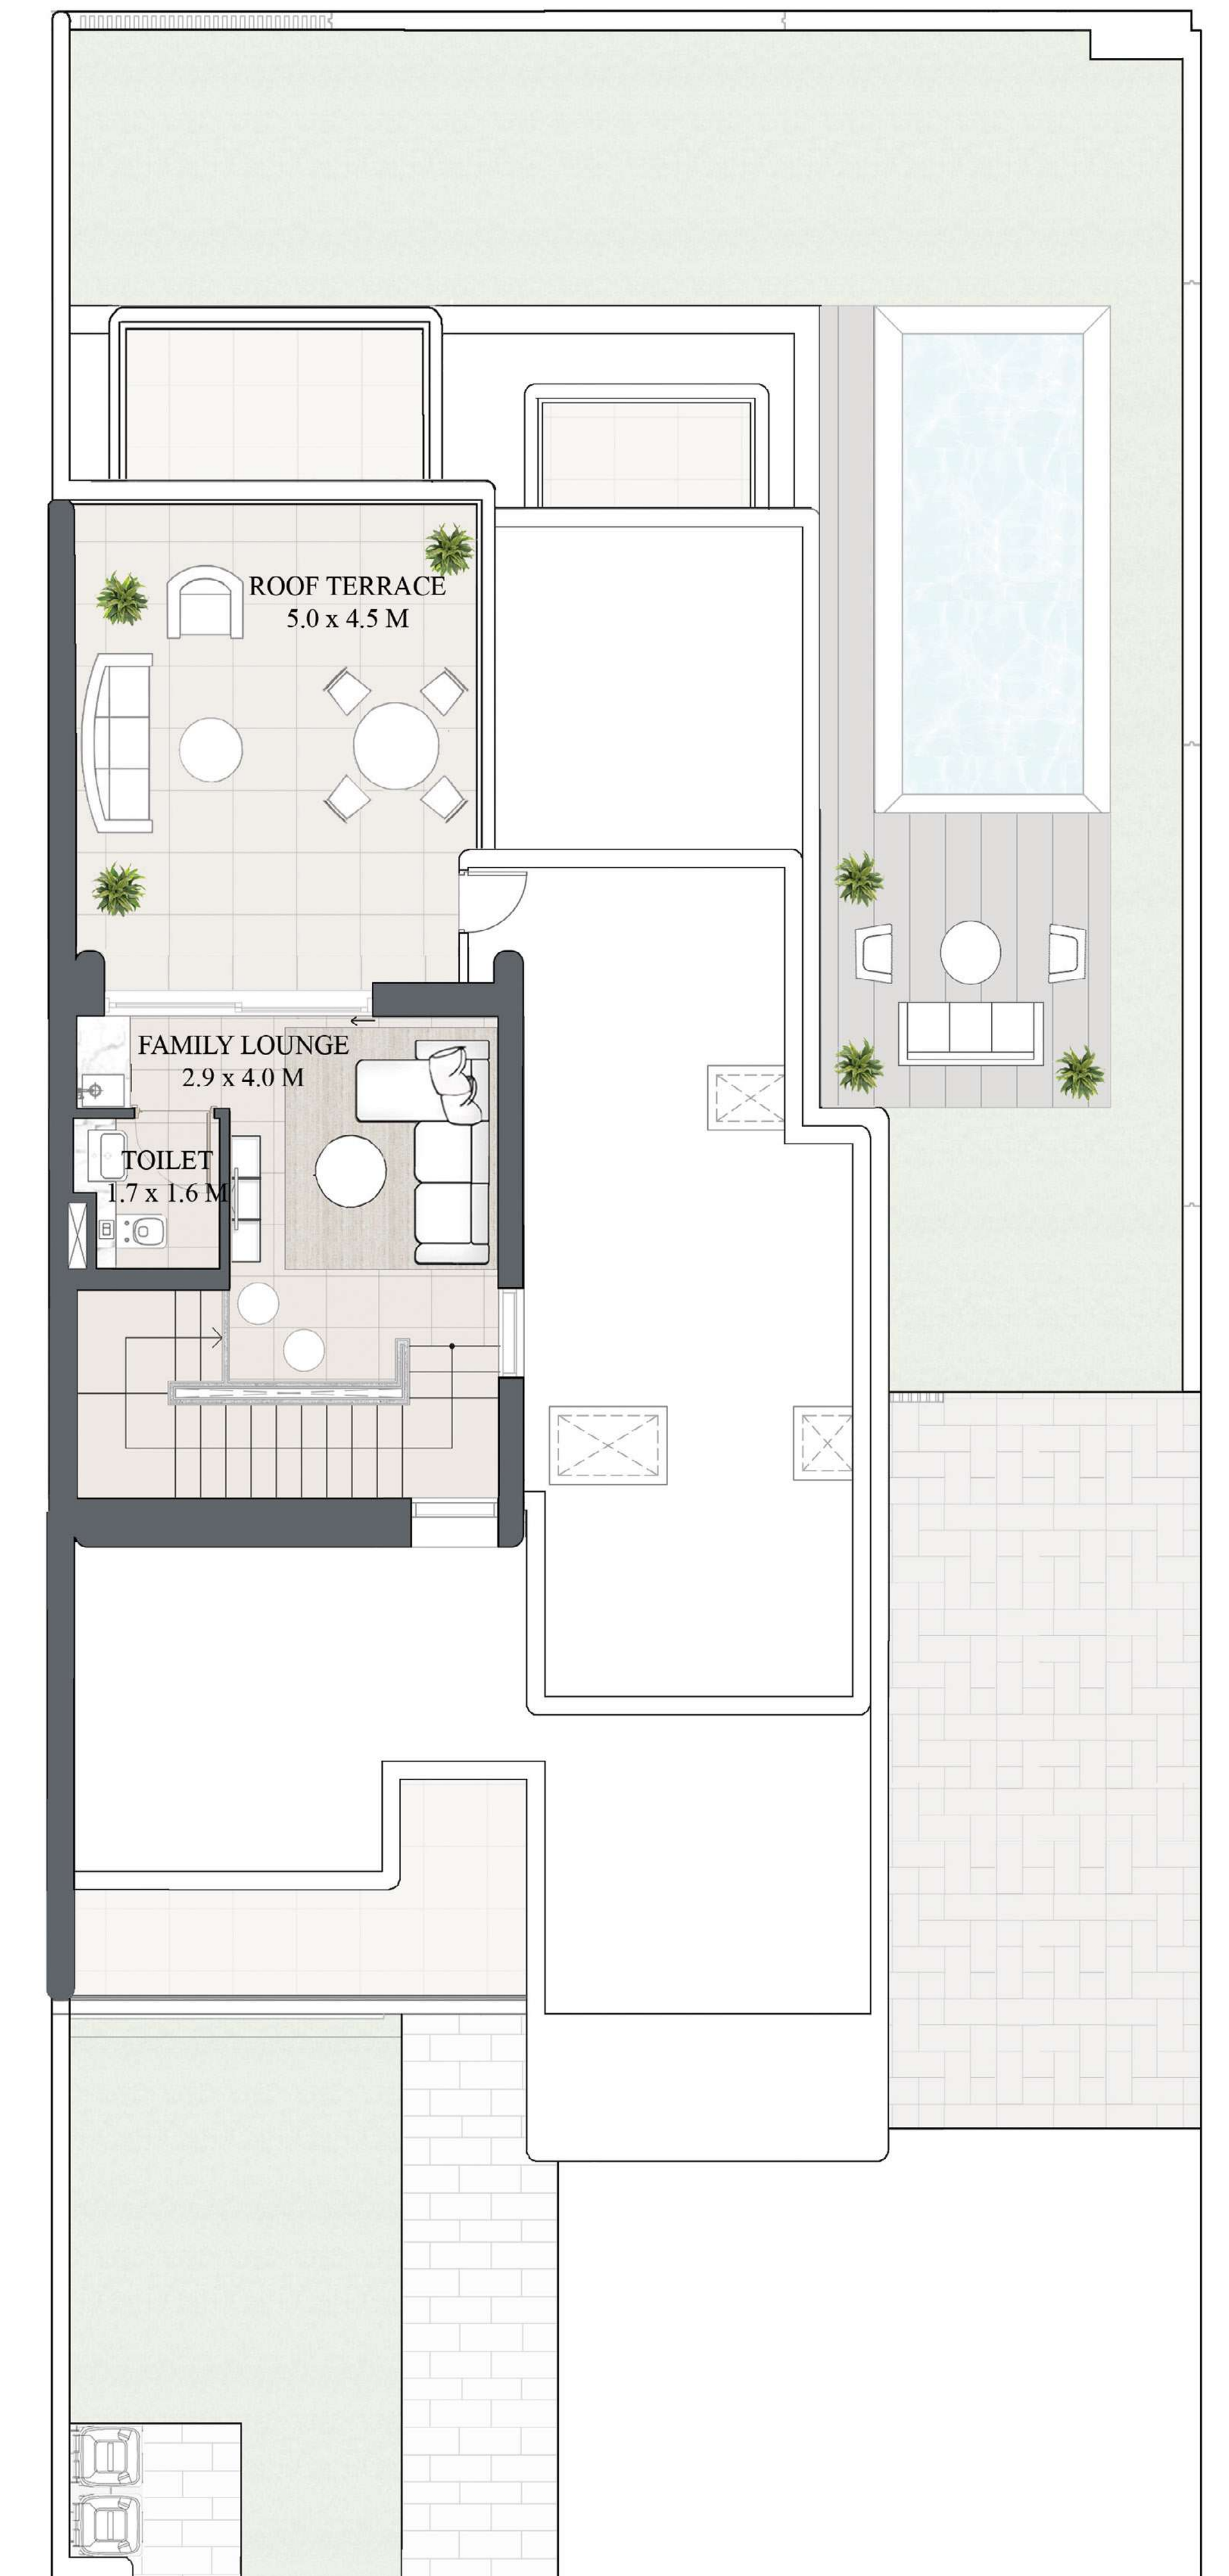 ROOF TERRACE
5.0 x 4.5 M
FAMILY LOUNGE
2.9 x 4.0 M
TOILET
1.7 x 1.6 M